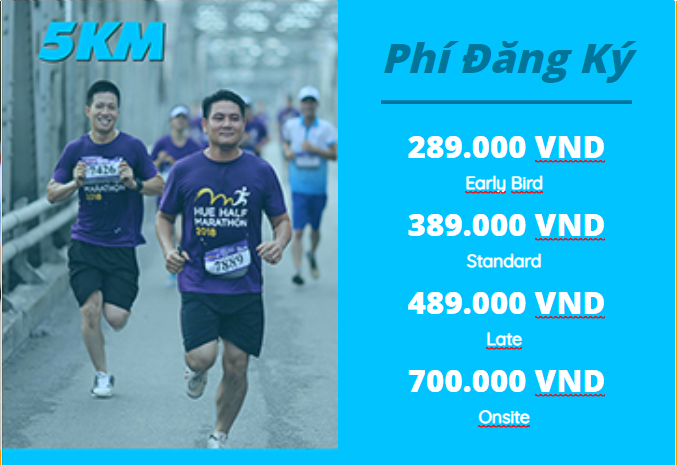 5KM
Phí Đăng Ký
289.000 VND
Early Bird
389.000 VND
Standard
489.000 VND
Late
700.000 VND
Onsite
7426
MARATHON
2018
HUE HALF
MARATHON
2018
7889